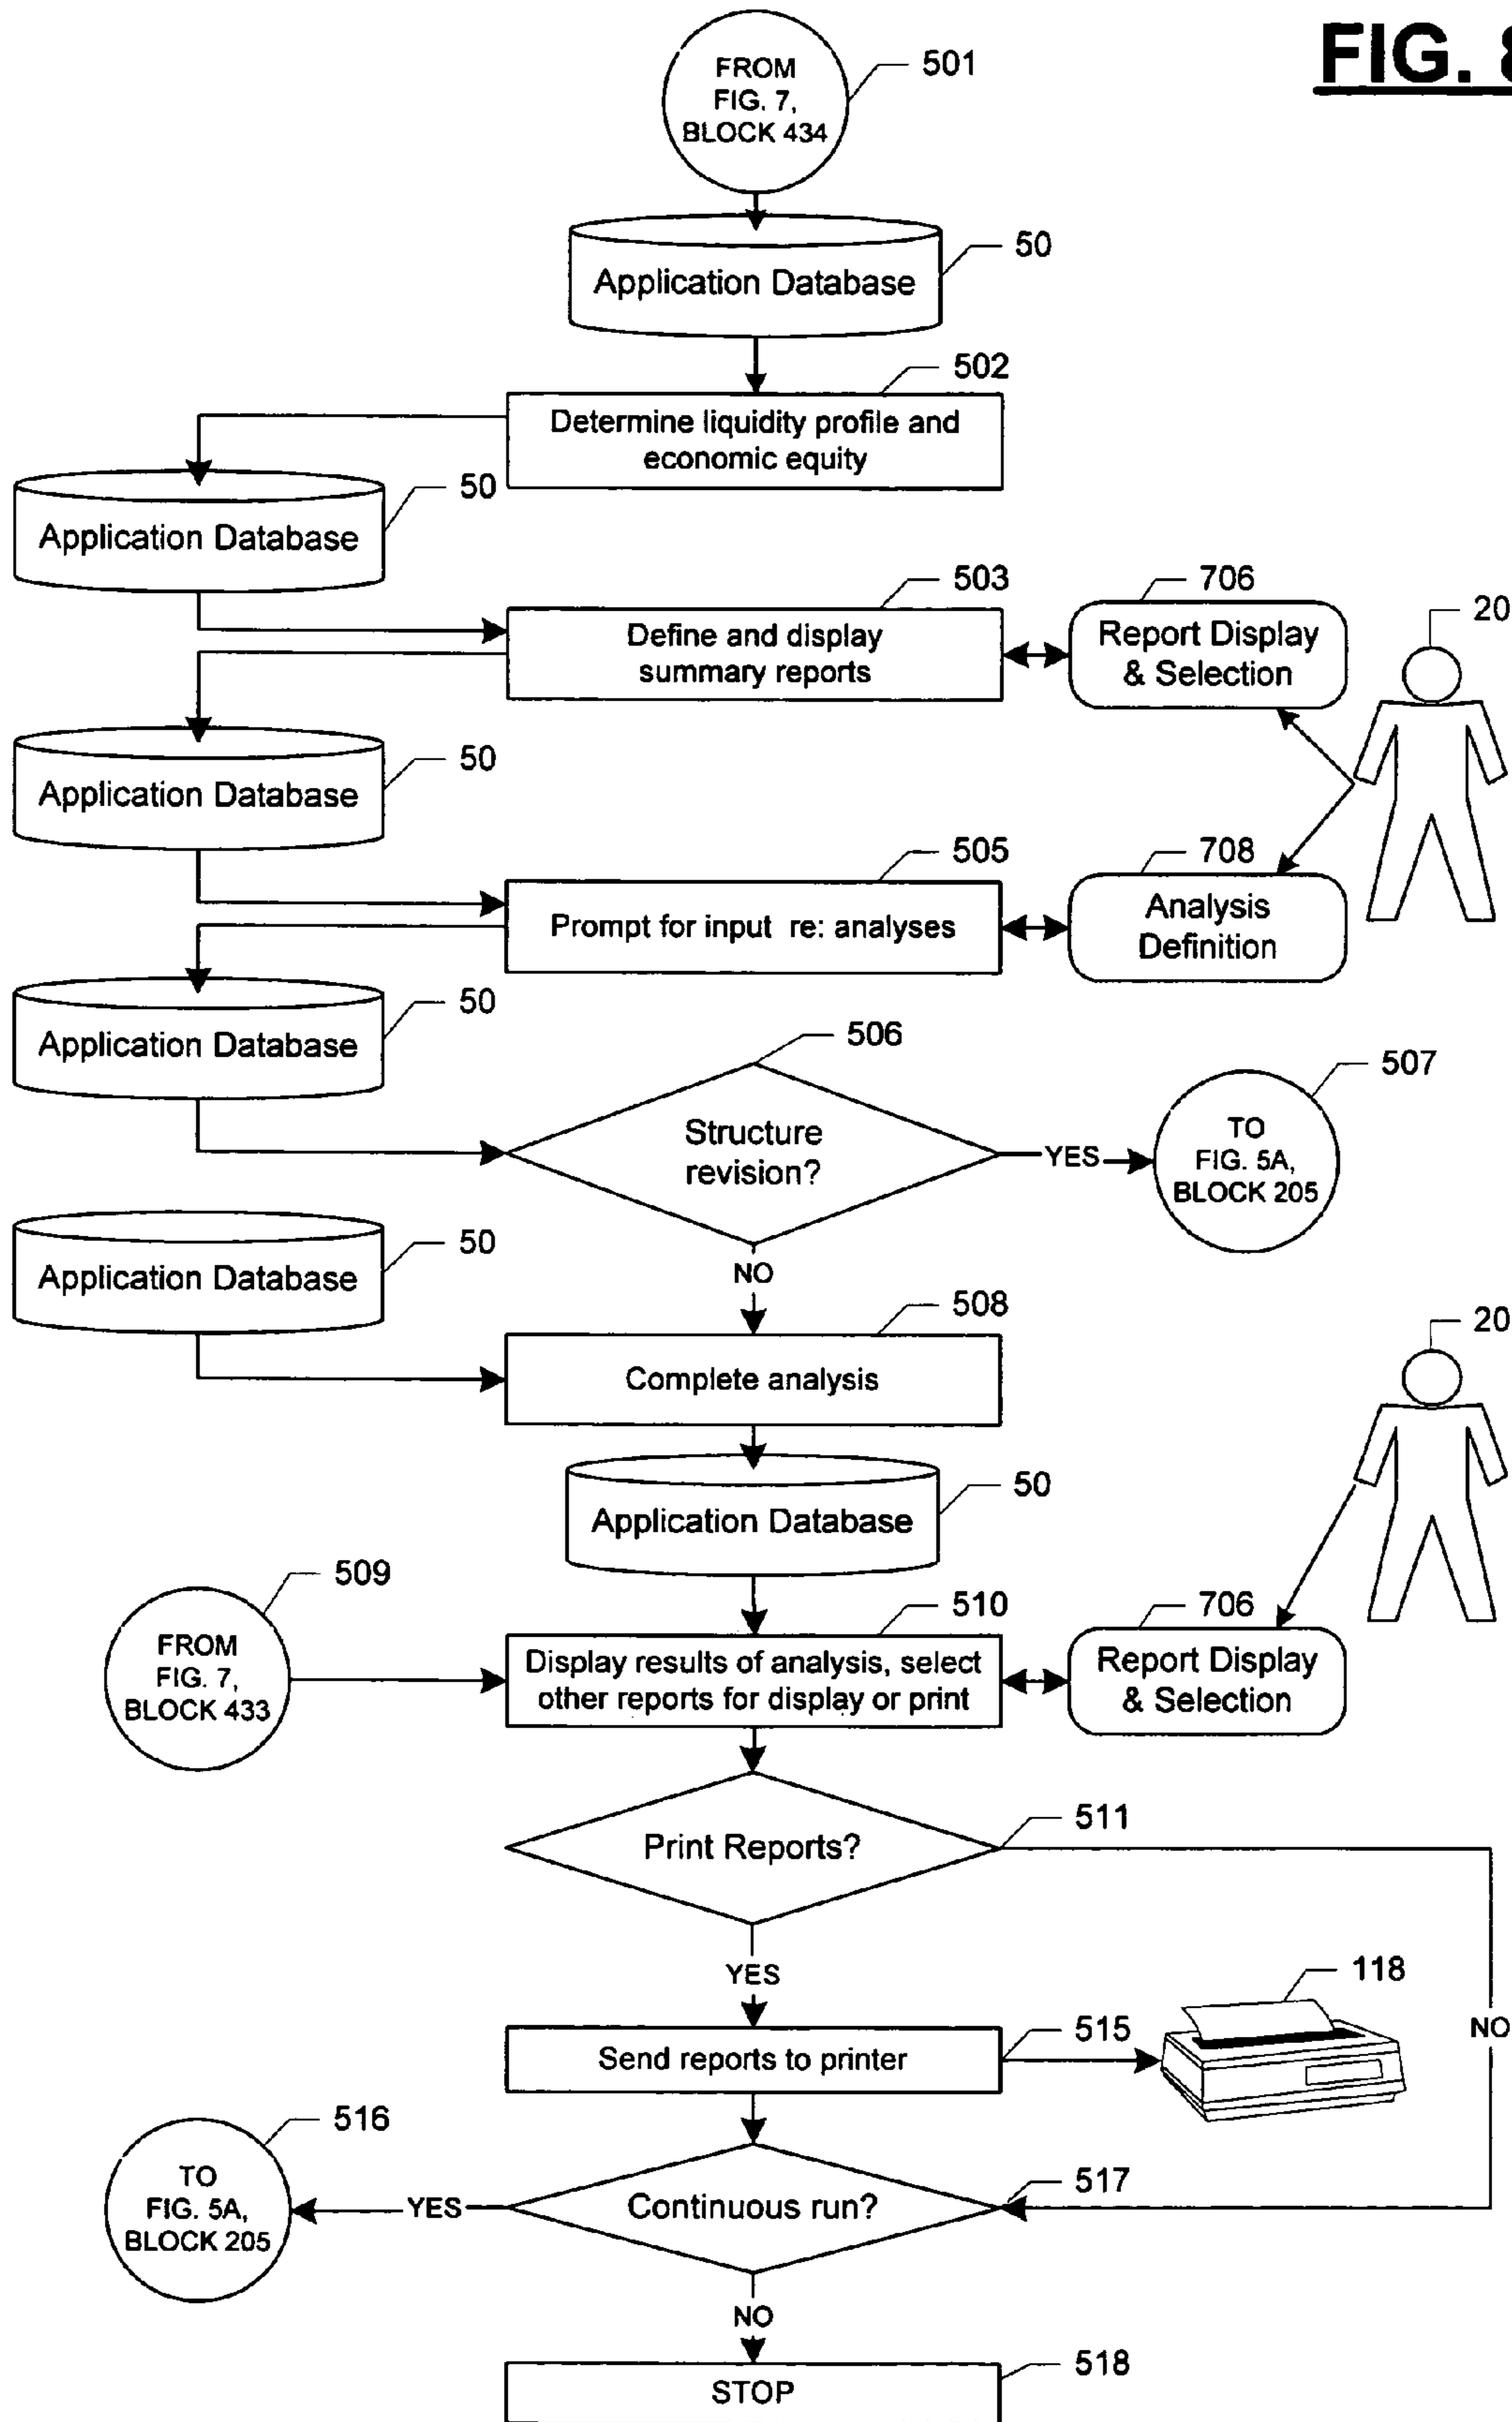 FIG. 8
FROM
FIG. 7,
BLOCK 434
501
Application Database
50
502
Determine liquidity profile and
economic equity
Application Database
50
503
Define and display
summary reports
706
Report Display
& Selection
20
Application Database
50
505
Prompt for input re: analyses
708
Analysis
Definition
Application Database
50
506
Structure
revision?
YES
507
TO
FIG. 5A,
BLOCK 205
NO
Application Database
50
508
Complete analysis
20
Application Database
50
509
FROM
FIG. 7,
BLOCK 433
510
Display results of analysis, select
other reports for display or print
706
Report Display
& Selection
Print Reports?
511
YES
NO
Send reports to printer
515
118
516
TO
FIG. 5A,
BLOCK 205
YES
Continuous run?
517
NO
STOP
518